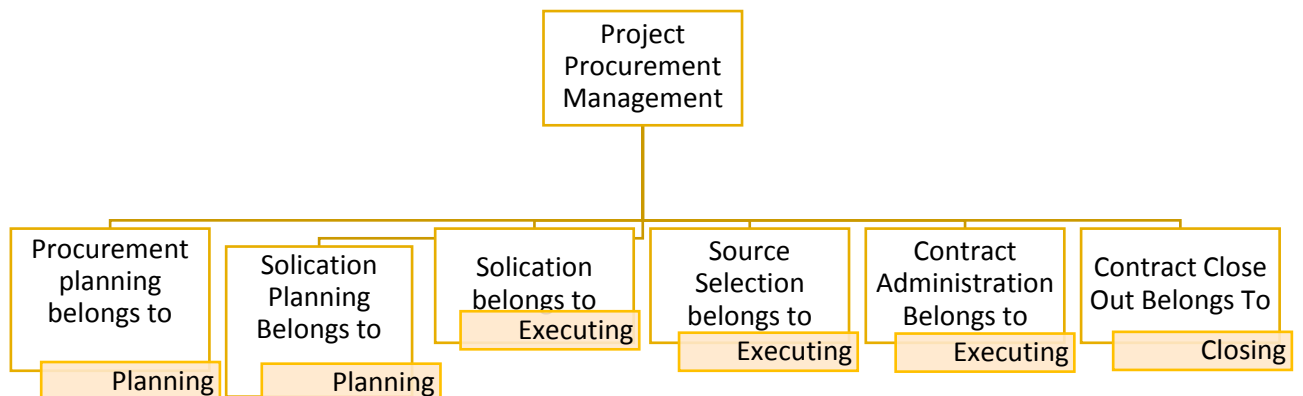 Project
Procurement
Management
Procurement
planning
belongs to
Planning
Solication
Planning
Belongs to
Planning
Solication
belongs to
Executing
Source
Selection
belongs to
Executing
Contract
Administration
Belongs to
Executing
Contract Close
Out Belongs To
Closing